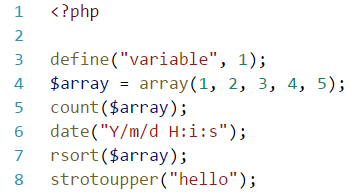 1 <?php
2
3 define("variable", 1);
4 $array = array(1, 2, 3, 4, 5);
5 count($array);
6 date("Y/m/d H:i:s");
7 rsort($array);
8 strotoupper("hello");